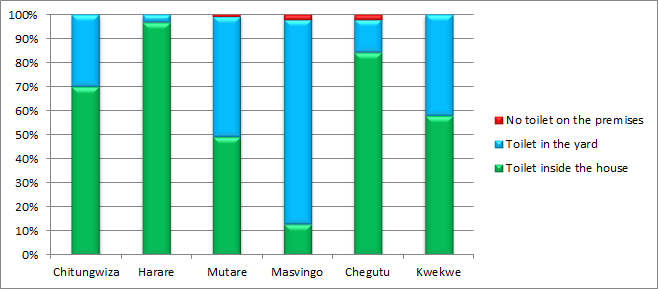 100%
90%
80%
70%
60%
50%
40%
30%
20%
10%
0%
Chitungwiza Harare Mutare Masvingo Chegutu Kwekwe
No toilet on the premises
Toilet in the yard
Toilet inside the house